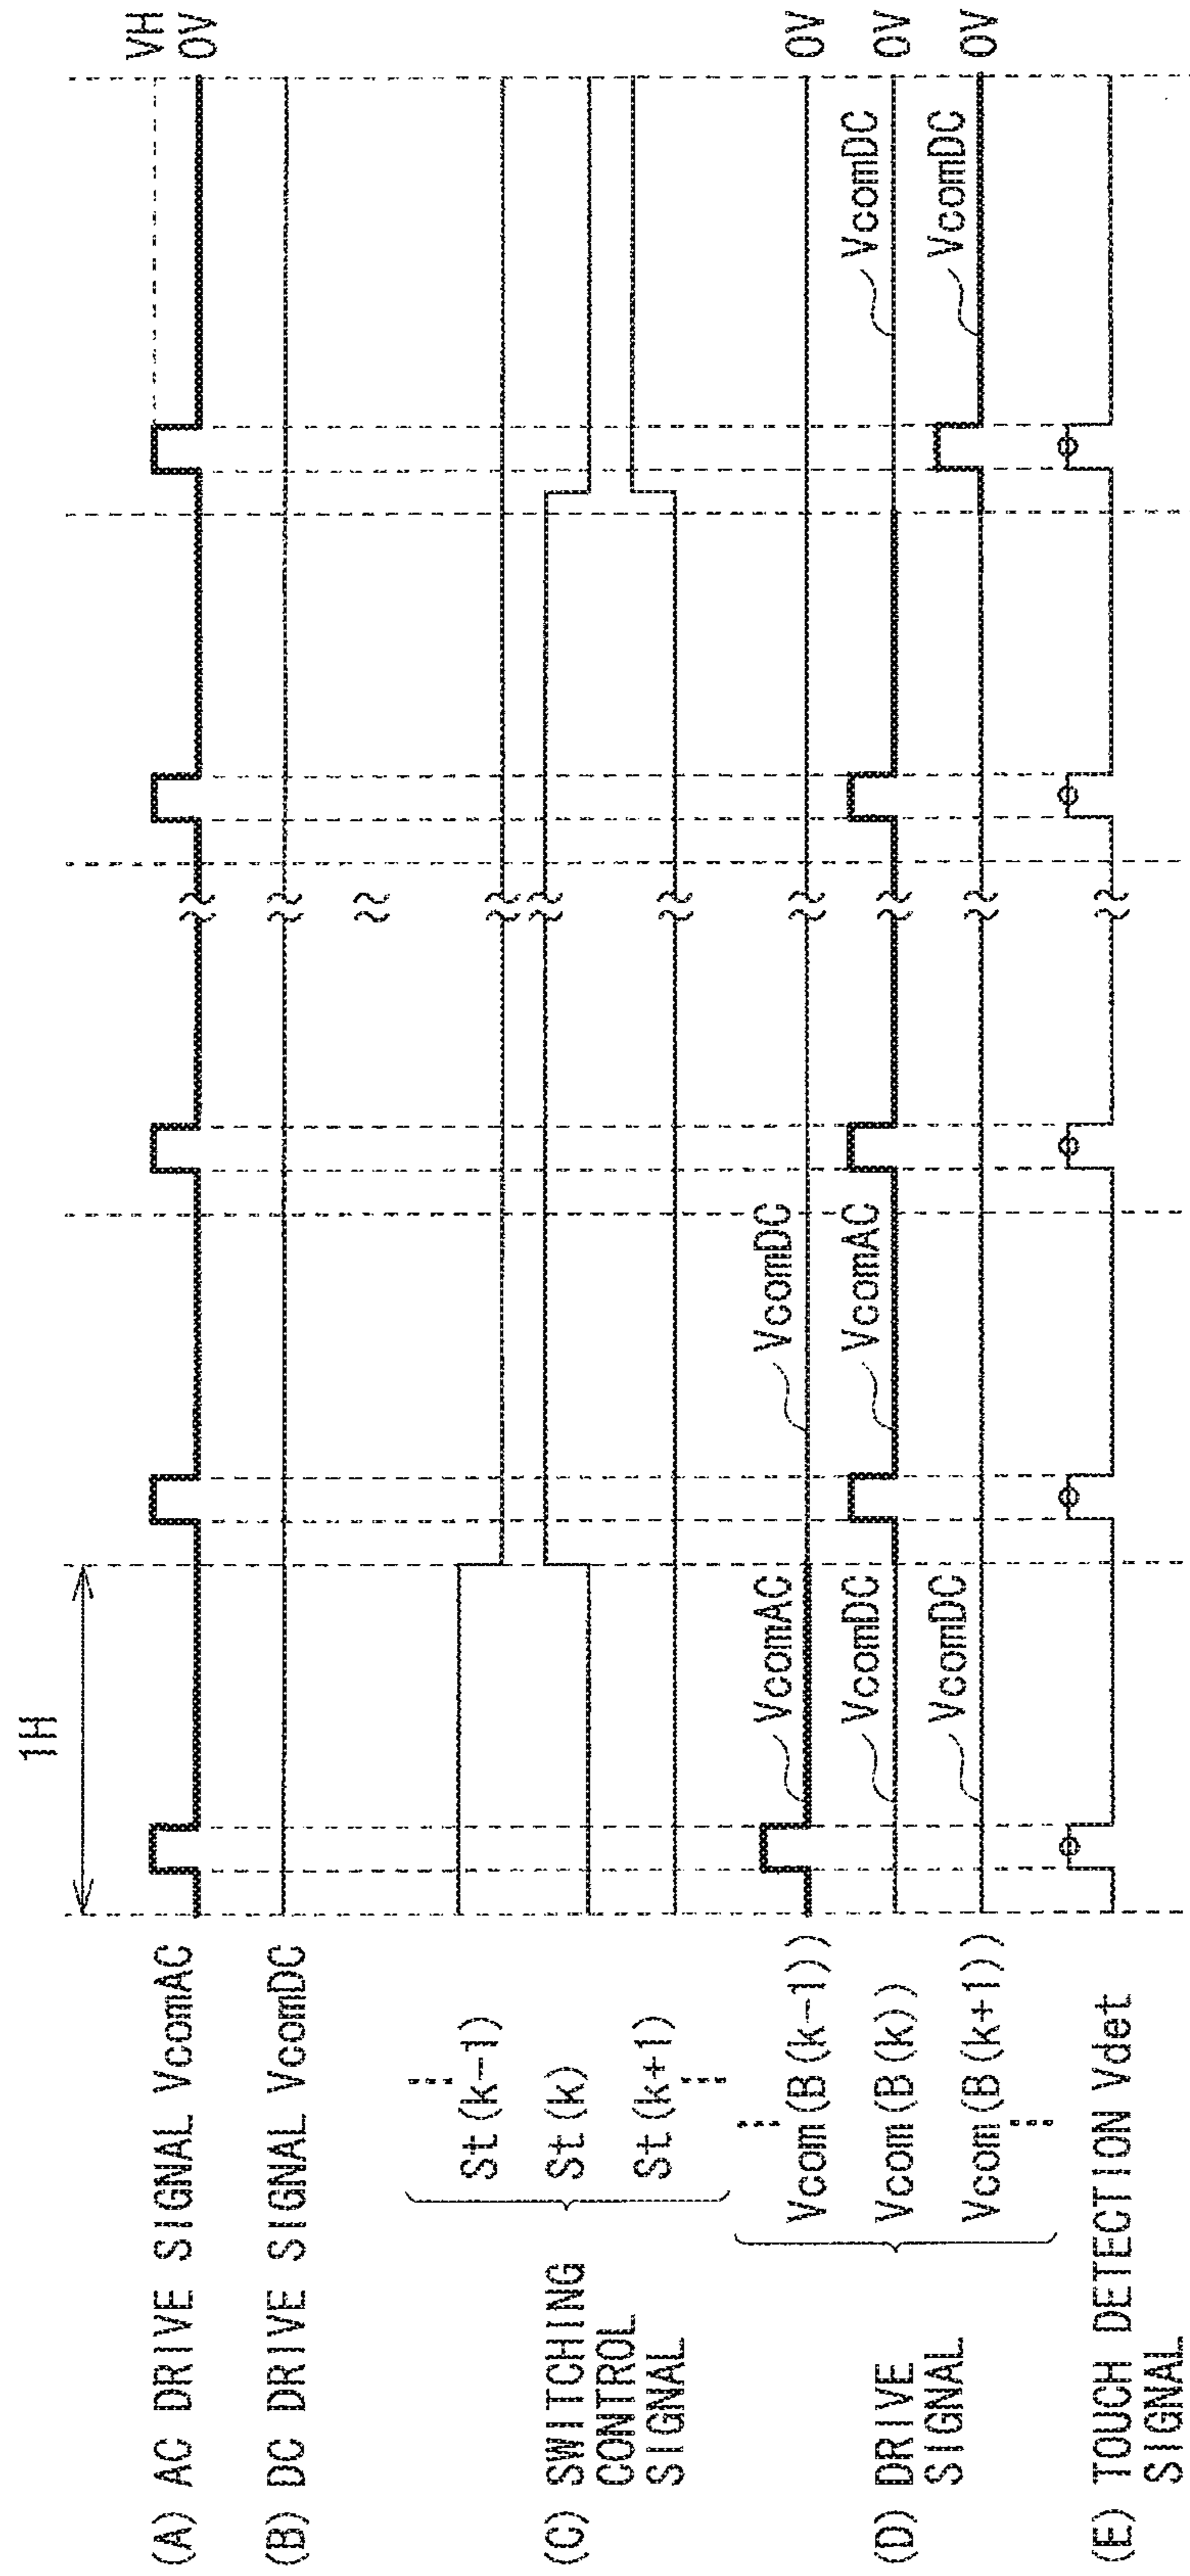 1H
VH
0V
(A) AC DRIVE SIGNAL VcomAC
(B) DC DRIVE SIGNAL VcomDC
(C) SWITCHING
CONTROL
SIGNAL
St(k-1)
St(k)
St(k+1)
(D) DRIVE
SIGNAL
Vcom(B(k-1))
VcomAC
VcomDC
0V
Vcom(B(k))
VcomDC
VcomAC
VcomDC
0V
Vcom(B(k+1))
VcomDC
VcomDC
0V
(E) TOUCH DETECTION Vdet
SIGNAL